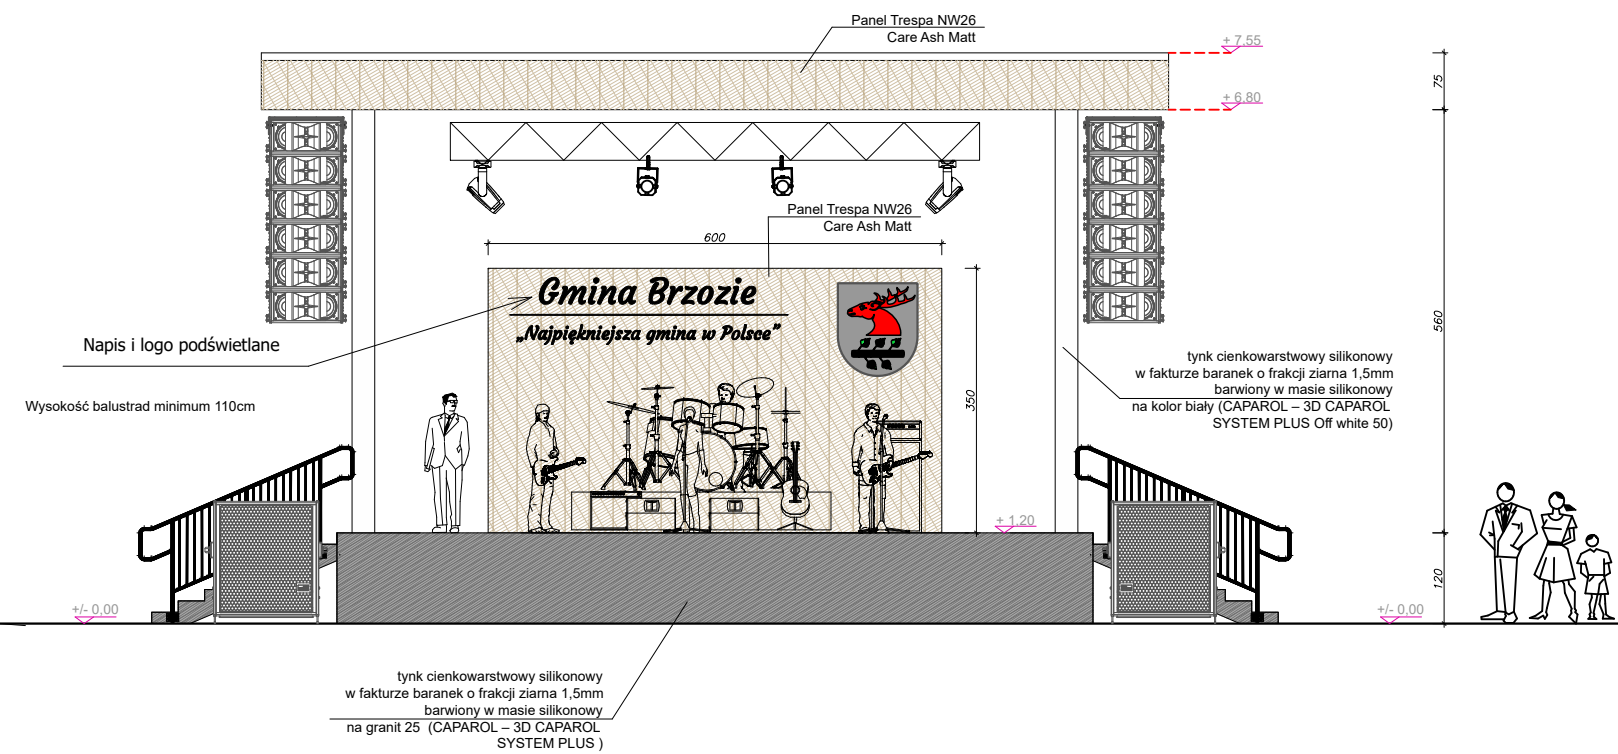 Panel Trespa NW26
Care Ash Matt
+ 7,55
75
+ 6,80
Panel Trespa NW26
Care Ash Matt
600
Gmina Brzozie
„Najpiękniejsza gmina w Polsce”
Napis i logo podświetlane
Wysokość balustrad minimum 110cm
350
560
tynk cienkowarstwowy silikonowy
w fakturze baranek o frakcji ziarna 1,5mm
barwiony w masie silikonowy
na kolor biały (CAPAROL – 3D CAPAROL
SYSTEM PLUS Off white 50)
+ 1,20
120
+/- 0,00
+/- 0,00
tynk cienkowarstwowy silikonowy
w fakturze baranek o frakcji ziarna 1,5mm
barwiony w masie silikonowy
na granit 25 (CAPAROL – 3D CAPAROL
SYSTEM PLUS )